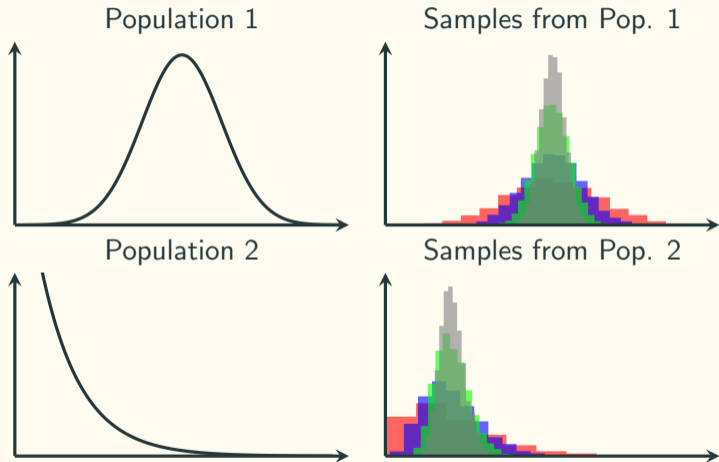 Population 1
Samples from Pop. 1
Population 2
Samples from Pop. 2